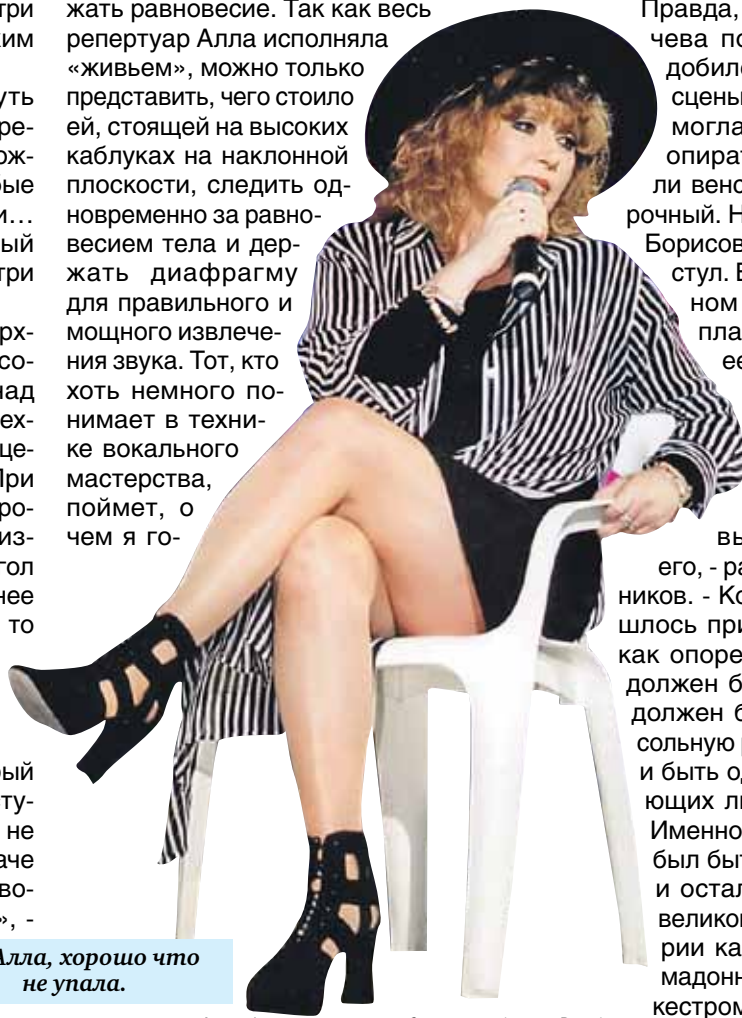 три
ким
уть
ре-
ож-
ые
и…
ый
три
рх-
со-
над
ех-
це-
При
ро-
из-
гол
нее
то
ый
ту-
не
аче
во-
», -
жать равновесие. Так как весь
репертуар Алла исполняла
«живьем», можно только
представить, чего стоило
ей, стоящей на высоких
каблуках на наклонной
плоскости, следить од-
новременно за равно-
весием тела и дер-
жать диафрагму
для правильного и
мощного извлече-
ния звука. Тот, кто
хоть немного по-
нимает в техни-
ке вокального
мастерства,
поймет, о
чем я го-
Алла, хорошо что
не упала.
Правда,
чева по
добило
сцены
могла
опират
ли венс
рочный. Н
Борисов
стул. В
ном
пла
ее
вы
его, - ра
ников. - Ко
шлось при
как опоре
должен б
должен б
сольную
и быть од
ющих ли
Именно
был быт
и остал
великог
рии ка
мадонн
кестром